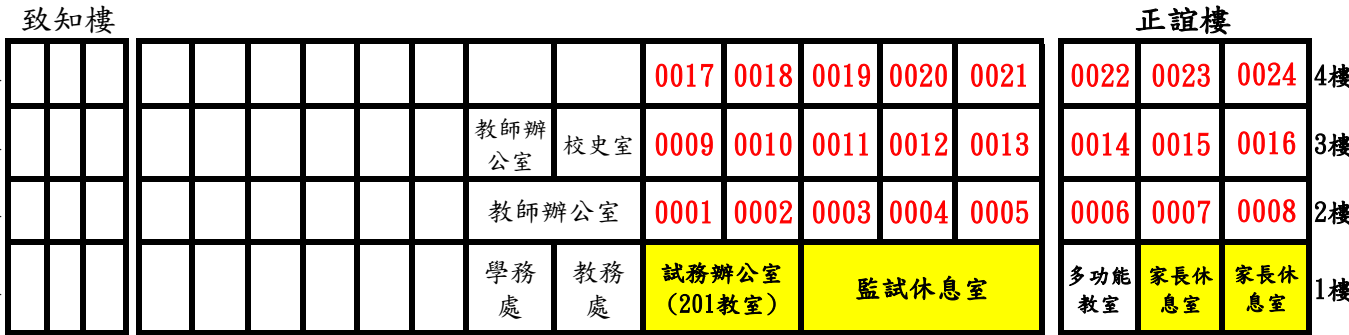 致知樓 正誼樓
0017 0018 0019 0020 0021 0022 0023 0024 4樓
教師辦公室 校史室 0009 0010 0011 0012 0013 0014 0015 0016 3樓
教師辦公室 0001 0002 0003 0004 0005 0006 0007 0008 2樓
學務處 教務處 試務辦公室(201教室) 監試休息室 多功能教室 家長休息室 家長休息室 1樓